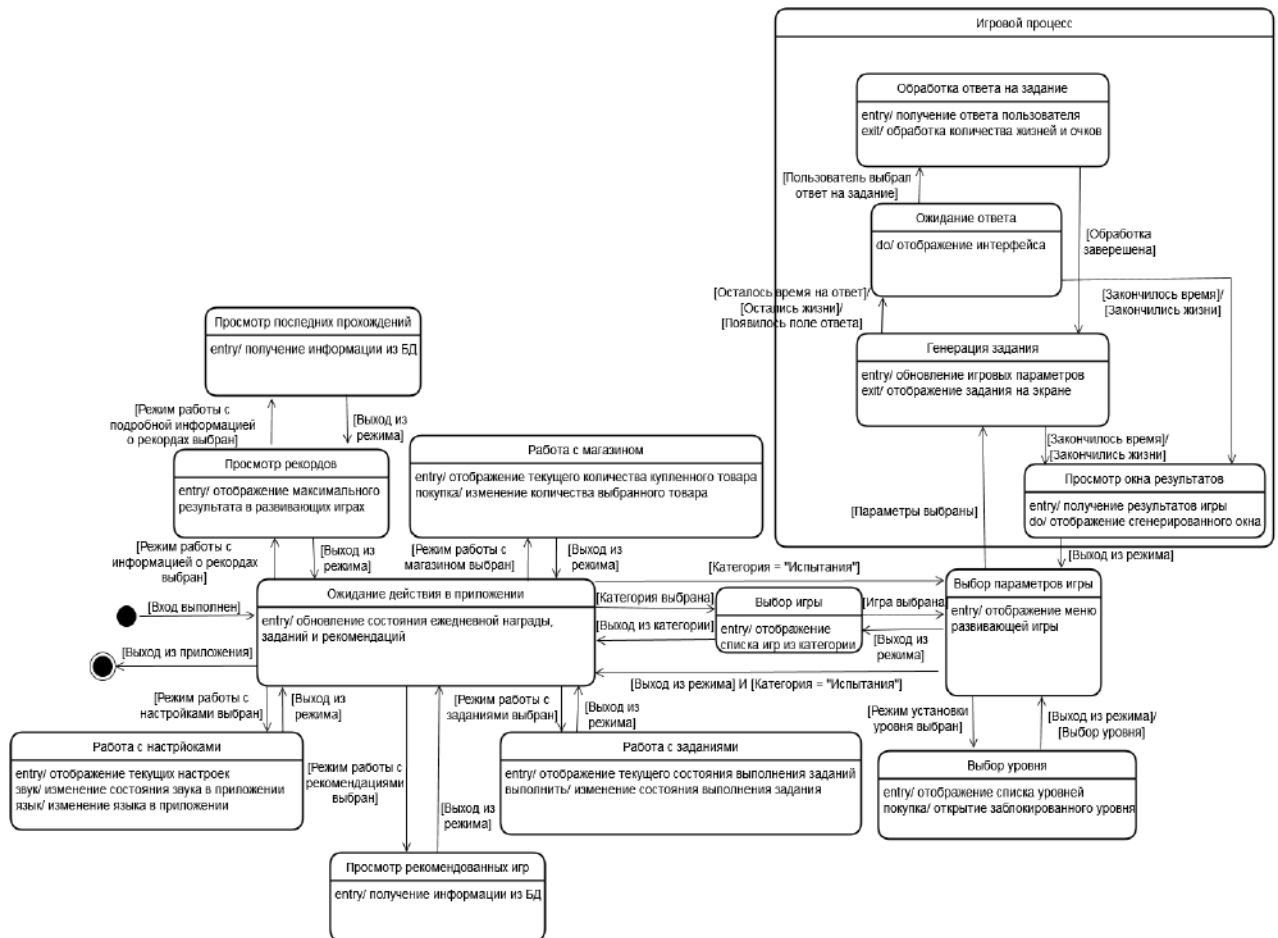 Игровой процесс
Обработка ответа на задание
entry/ получение ответа пользователя
exit/ обработка количества жизней и очков
[Пользователь выбрал
ответ на задание]
Ожидание ответа
do/ отображение интерфейса
[Обработка
заверешена]
[Осталось время на ответ]/
[Остались жизни]/
[Появилось поле ответа]
[Закончилось время]/
[Закончились жизни]
Генерация задания
entry/ обновление игровых параметров
exit/ отображение задания на экране
[Закончилось время]/
[Закончились жизни]
Просмотр окна результатов
entry/ получение результатов игры
do/ отображение сгенерированного окна
[Параметры выбраны]
[Выход из режима]
Просмотр последних прохождений
entry/ получение информации из БД
[Режим работы с
подробной информацией
о рекордах выбран]
[Выход из
режима]
Просмотр рекордов
entry/ отображение максимального
результата в развивающих играх
Работа с магазином
entry/ отображение текущего количества купленного товара
покупка/ изменение количества выбранного товара
[Режим работы с
информацией о рекордах
выбран]
[Выход из
режима]
[Режим работы с
магазином выбран]
[Выход из
режима]
[Вход выполнен]
[Выход из приложения]
Ожидание действия в приложении
entry/ обновление состояния ежедневной награды,
заданий и рекомендаций
[Категория = "Испытания"]
[Категория выбрана]
[Выход из категории]
Выбор игры
entry/ отображение
списка игр из категории
[Игра выбрана]
[Выход из
режима]
Выбор параметров игры
entry/ отображение меню
развивающей игры
[Выход из режима] И [Категория = "Испытания"]
[Режим работы с
настройками выбран]
[Выход из
режима]
[Режим работы с
заданиями выбран]
[Выход из
режима]
[Режим установки
уровня выбран]
[Выход из режима]/
[Выбор уровня]
Работа с настрйоками
entry/ отображение текущих настроек
звук/ изменение состояния звука в приложении
язык/ изменение языка в приложении
[Режим работы с
рекомендациями
выбран]
[Выход из
режима]
Работа с заданиями
entry/ отображение текущего состояния выполнения заданий
выполнить/ изменение состояния выполнения задания
Выбор уровня
entry/ отображение списка уровней
покупка/ открытие заблокированного уровня
Просмотр рекомендованных игр
entry/ получение информации из БД